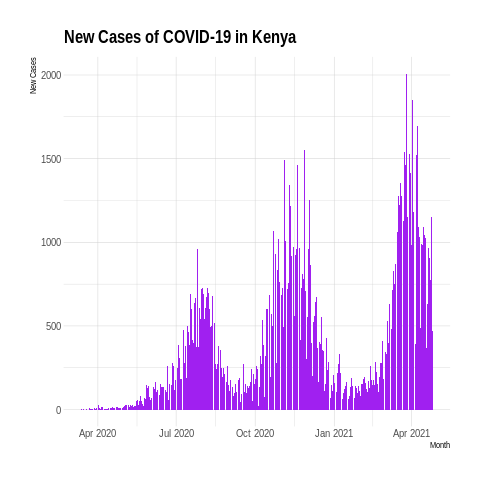 New Cases of COVID-19 in Kenya
New Cases
2000
1500
1000
500
0
Apr 2020
Jul 2020
Oct 2020
Jan 2021
Apr 2021
Month